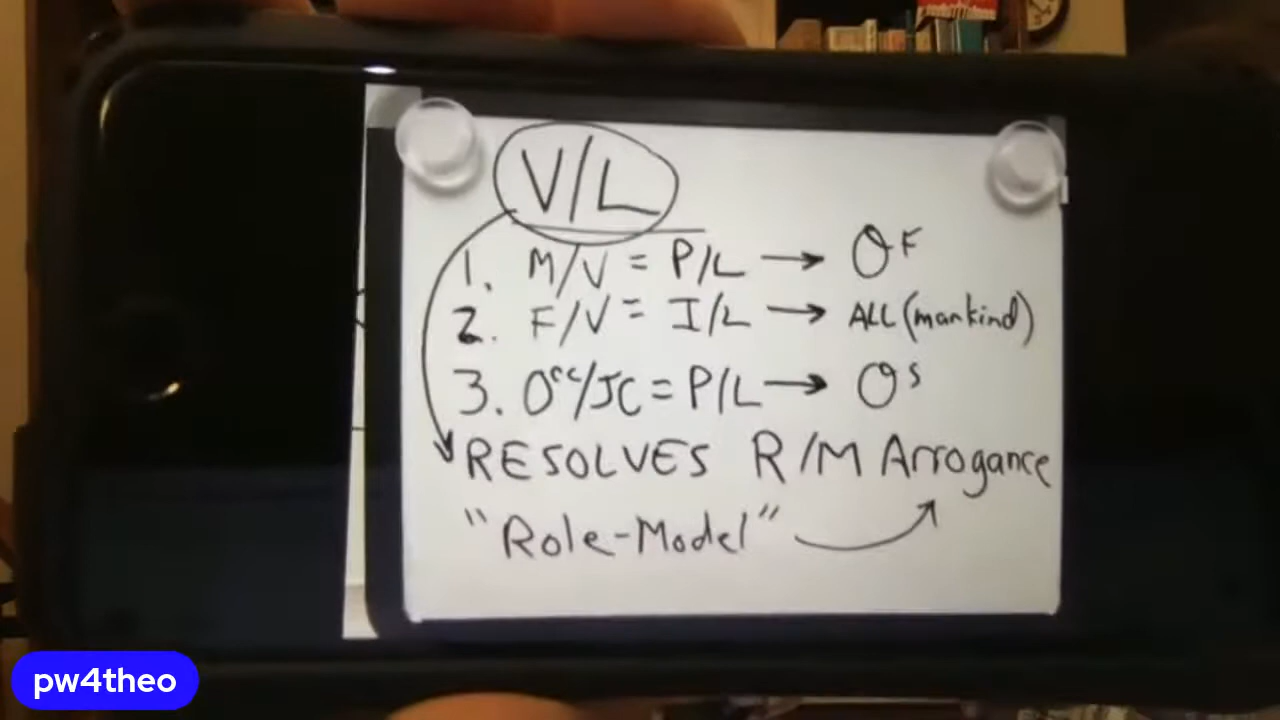 V/L
1. M/V = P/L → Θ^F
2. F/V = I/L → ALL (mankind)
3. O^cc/JC = P/L → Θ^S
RESOLVES R/M Arrogance
"Role-Model"
pw4theo